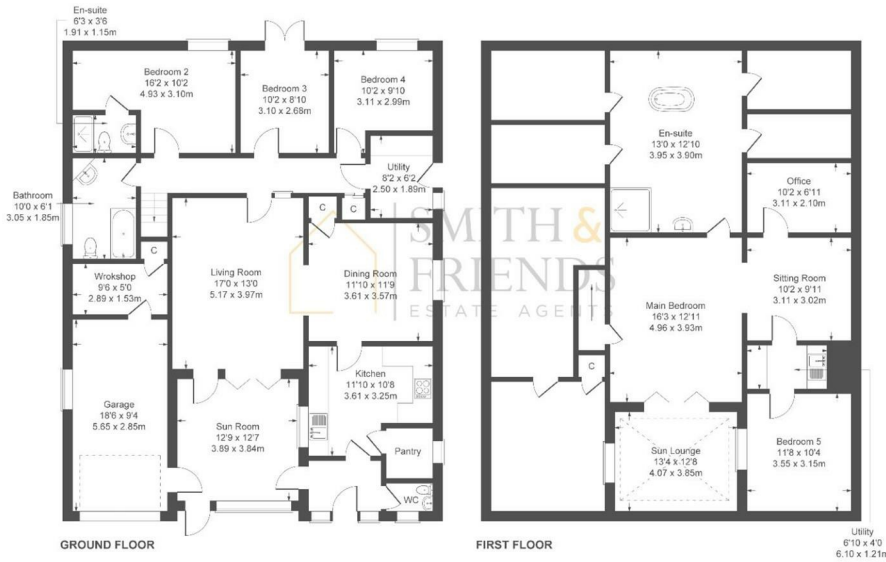 En-suite
6'3 x 3'6
1.91 x 1.15m
Bedroom 2
16'2 x 10'2
4.93 x 3.10m
Bedroom 3
10'2 x 8'10
3.10 x 2.68m
Bedroom 4
10'2 x 9'10
3.11 x 2.99m
Utility
8'2 x 6'2
2.50 x 1.89m
Bathroom
10'0 x 6'1
3.05 x 1.85m
C
C
C
Wrokshop
9'6 x 5'0
2.89 x 1.53m
Living Room
17'0 x 13'0
5.17 x 3.97m
Dining Room
11'10 x 11'9
3.61 x 3.57m
Kitchen
11'10 x 10'8
3.61 x 3.25m
Garage
18'6 x 9'4
5.65 x 2.85m
Sun Room
12'9 x 12'7
3.89 x 3.84m
Pantry
WC
GROUND FLOOR
SMITH &
FRIENDS
ESTATE AGENTS
En-suite
13'0 x 12'10
3.95 x 3.90m
Office
10'2 x 6'11
3.11 x 2.10m
Sitting Room
10'2 x 9'11
3.11 x 3.02m
Main Bedroom
16'3 x 12'11
4.96 x 3.93m
C
Sun Lounge
13'4 x 12'8
4.07 x 3.85m
Bedroom 5
11'8 x 10'4
3.55 x 3.15m
Utility
6'10 x 4'0
6.10 x 1.21m
FIRST FLOOR